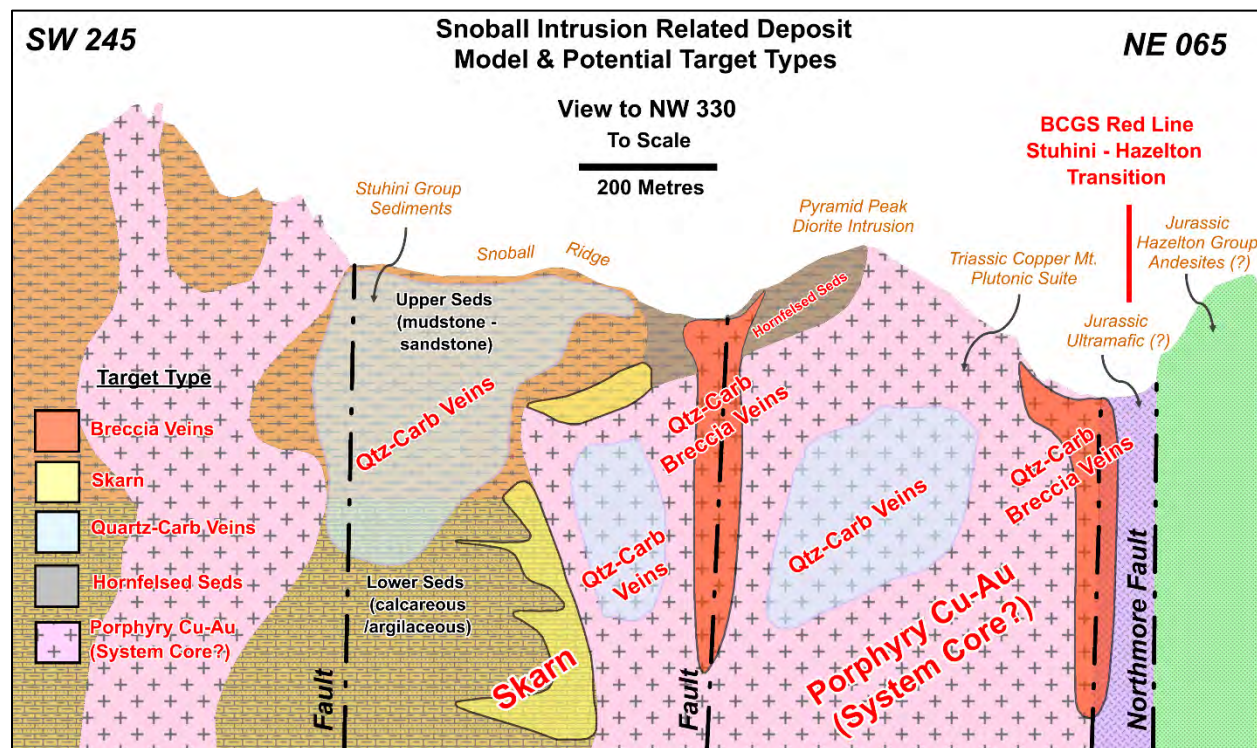 SW 245
Snoball Intrusion Related Deposit
Model & Potential Target Types
NE 065
View to NW 330
To Scale
200 Metres
BCGS Red Line
Stuhini - Hazelton
Transition
Stuhini Group
Sediments
Snoball Ridge
Pyramid Peak
Diorite Intrusion
Triassic Copper Mt.
Plutonic Suite
Jurassic
Hazelton Group
Andesites (?)
Jurassic
Ultramafic (?)
Upper Seds
(mudstone -
sandstone)
Hornfelsed Seds
Qtz-Carb Veins
Qtz-Carb
Breccia Veins
Qtz-Carb
Breccia Veins
Qtz-Carb
Veins
Qtz-Carb Veins
Target Type
Breccia Veins
Skarn
Quartz-Carb Veins
Hornfelsed Seds
Porphyry Cu-Au
(System Core?)
Lower Seds
(calcareous
/argilaceous)
Skarn
Porphyry Cu-Au
(System Core?)
Fault
Fault
Northmore Fault